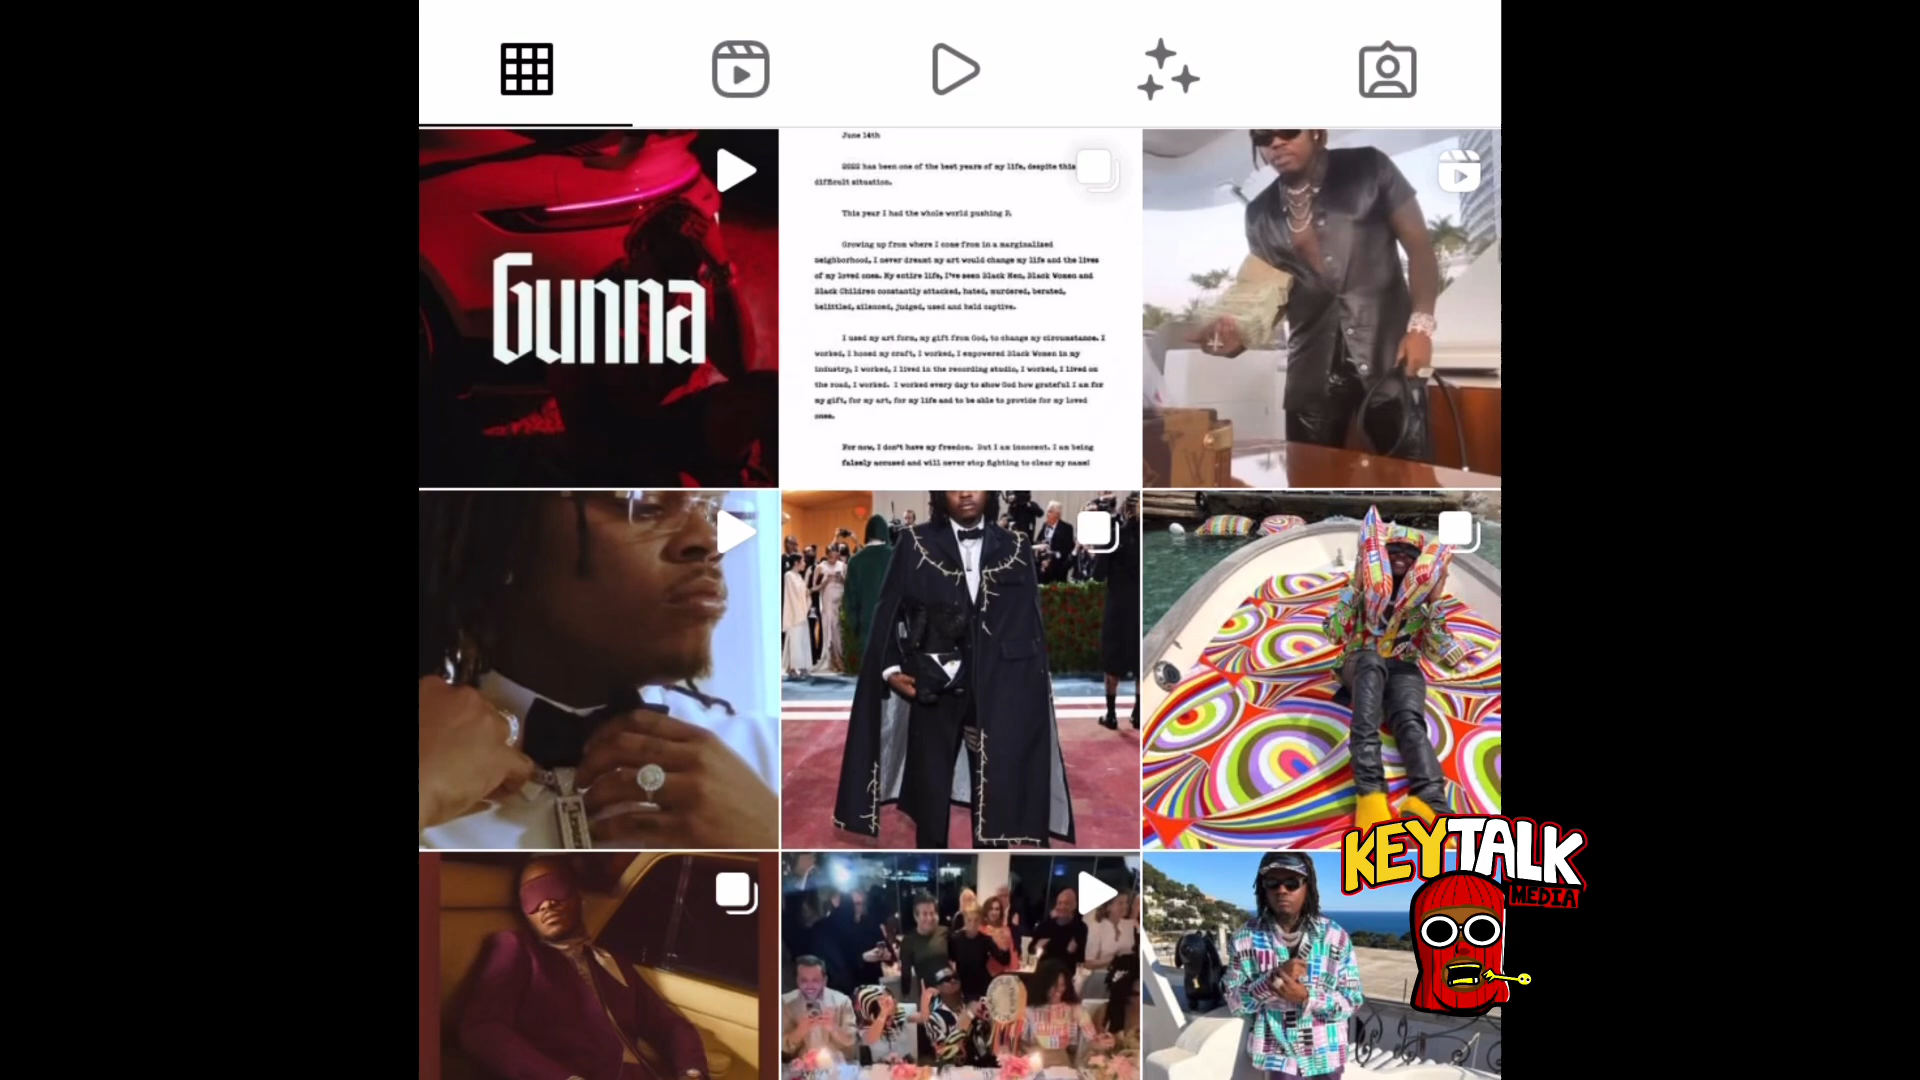 Gunna
June 14th
2022 has been one of the best years of my life, despite this
difficult situation.
This year I had the whole world pushing P.
Growing up from where I come from in a marginalized
neighborhood, I never dreamt my art would change my life and the lives
of my loved ones. My entire life, I've seen Black Men, Black Women and
Black Children constantly attacked, hated, murdered, berated,
belittled, silenced, judged, used and held captive.
I used my art form, my gift from God, to change my circumstance. I
worked, I honed my craft, I worked, I empowered Black Women in my
industry, I worked, I lived in the recording studio, I worked, I lived on
the road, I worked. I worked every day to show God how grateful I am for
my gift, for my art, for my life and to be able to provide for my loved
ones.
For now, I don't have my freedom. But I am innocent. I am being
falsely accused and will never stop fighting to clear my name!
KEYTALK
MEDIA